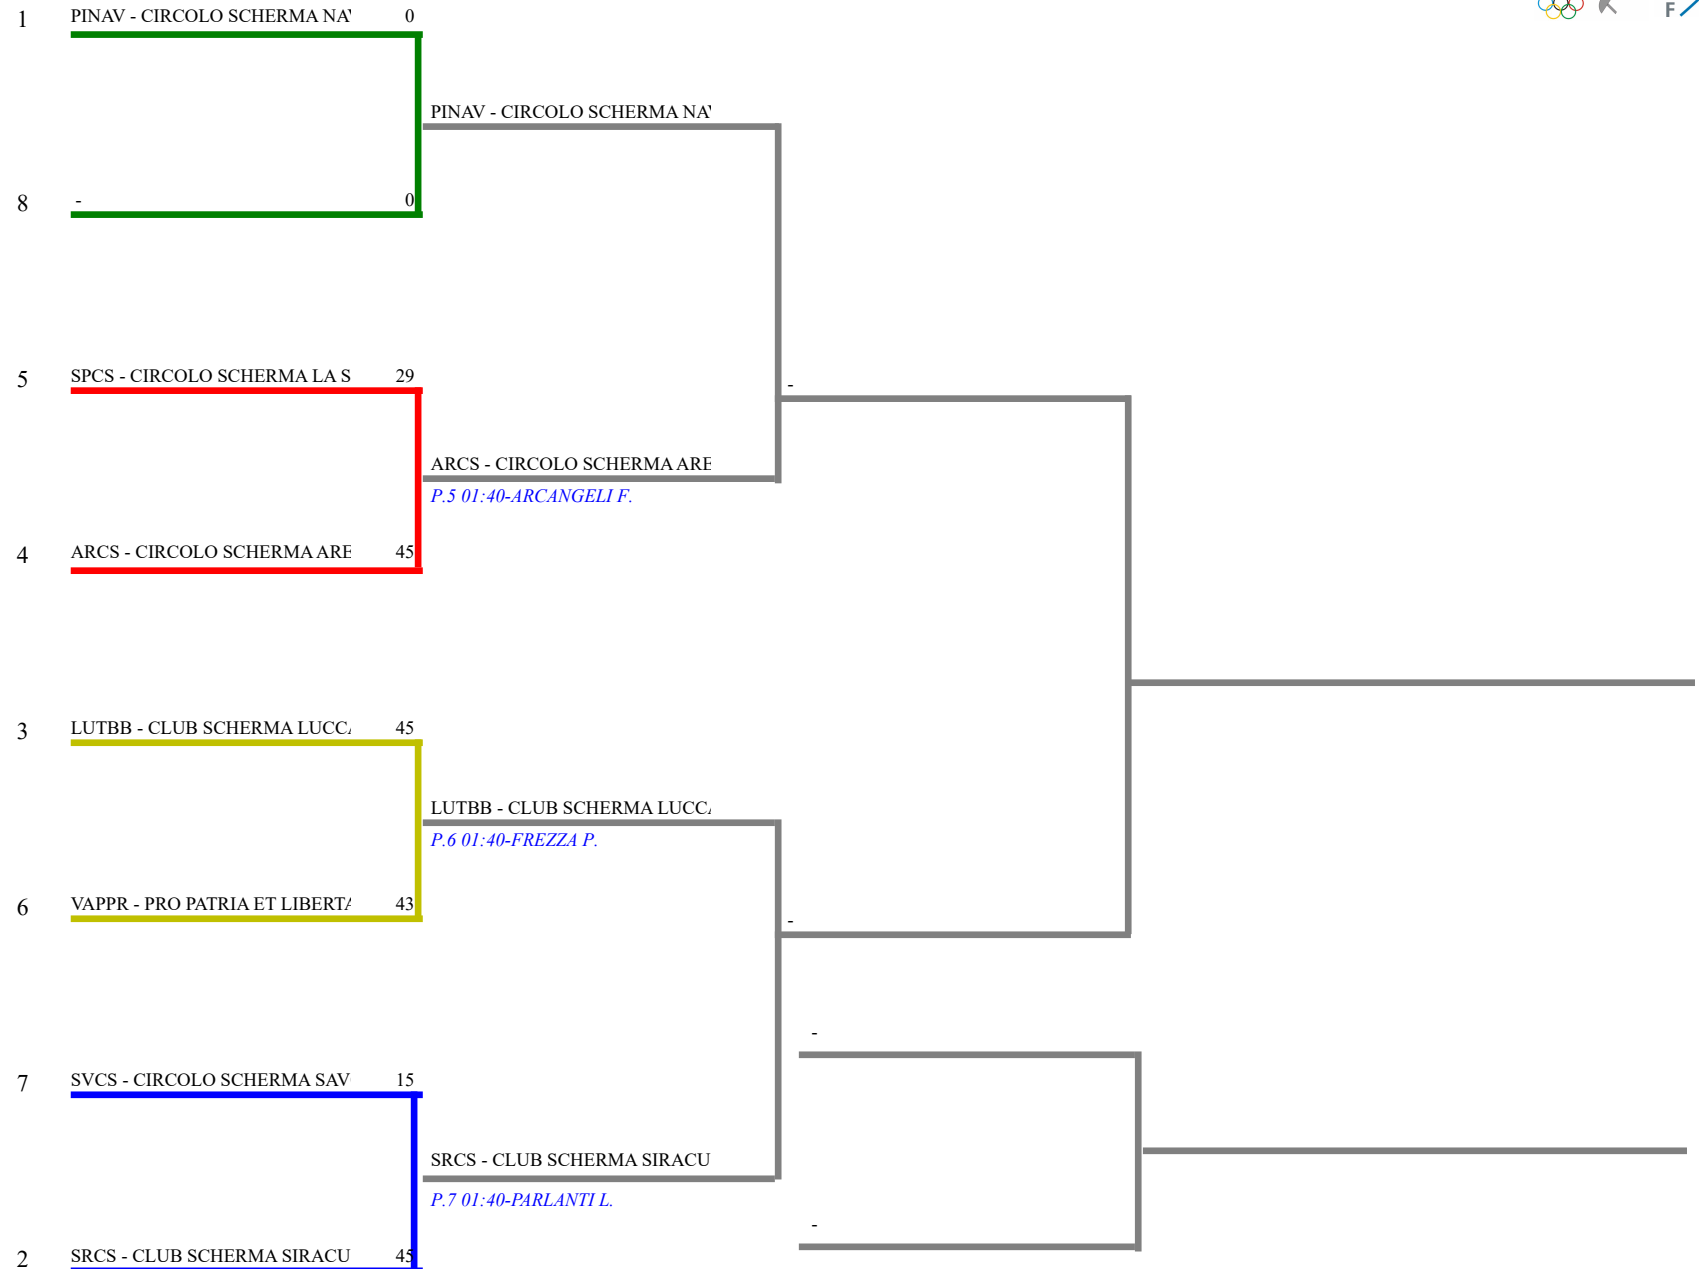 1 PINAV - CIRCOLO SCHERMA NA 0
F
PINAV - CIRCOLO SCHERMA NA
8 - 0
5 SPCS - CIRCOLO SCHERMA LA S 29
-
ARCS - CIRCOLO SCHERMA ARE
P.5 01:40-ARCANGELI F.
4 ARCS - CIRCOLO SCHERMA ARE 45
3 LUTBB - CLUB SCHERMA LUCC 45
LUTBB - CLUB SCHERMA LUCC
P.6 01:40-FREZZA P.
6 VAPPR - PRO PATRIA ET LIBERTA 43
-
-
7 SVCS - CIRCOLO SCHERMA SAV 15
SRCS - CLUB SCHERMA SIRACU
P.7 01:40-PARLANTI L.
-
2 SRCS - CLUB SCHERMA SIRACU 45